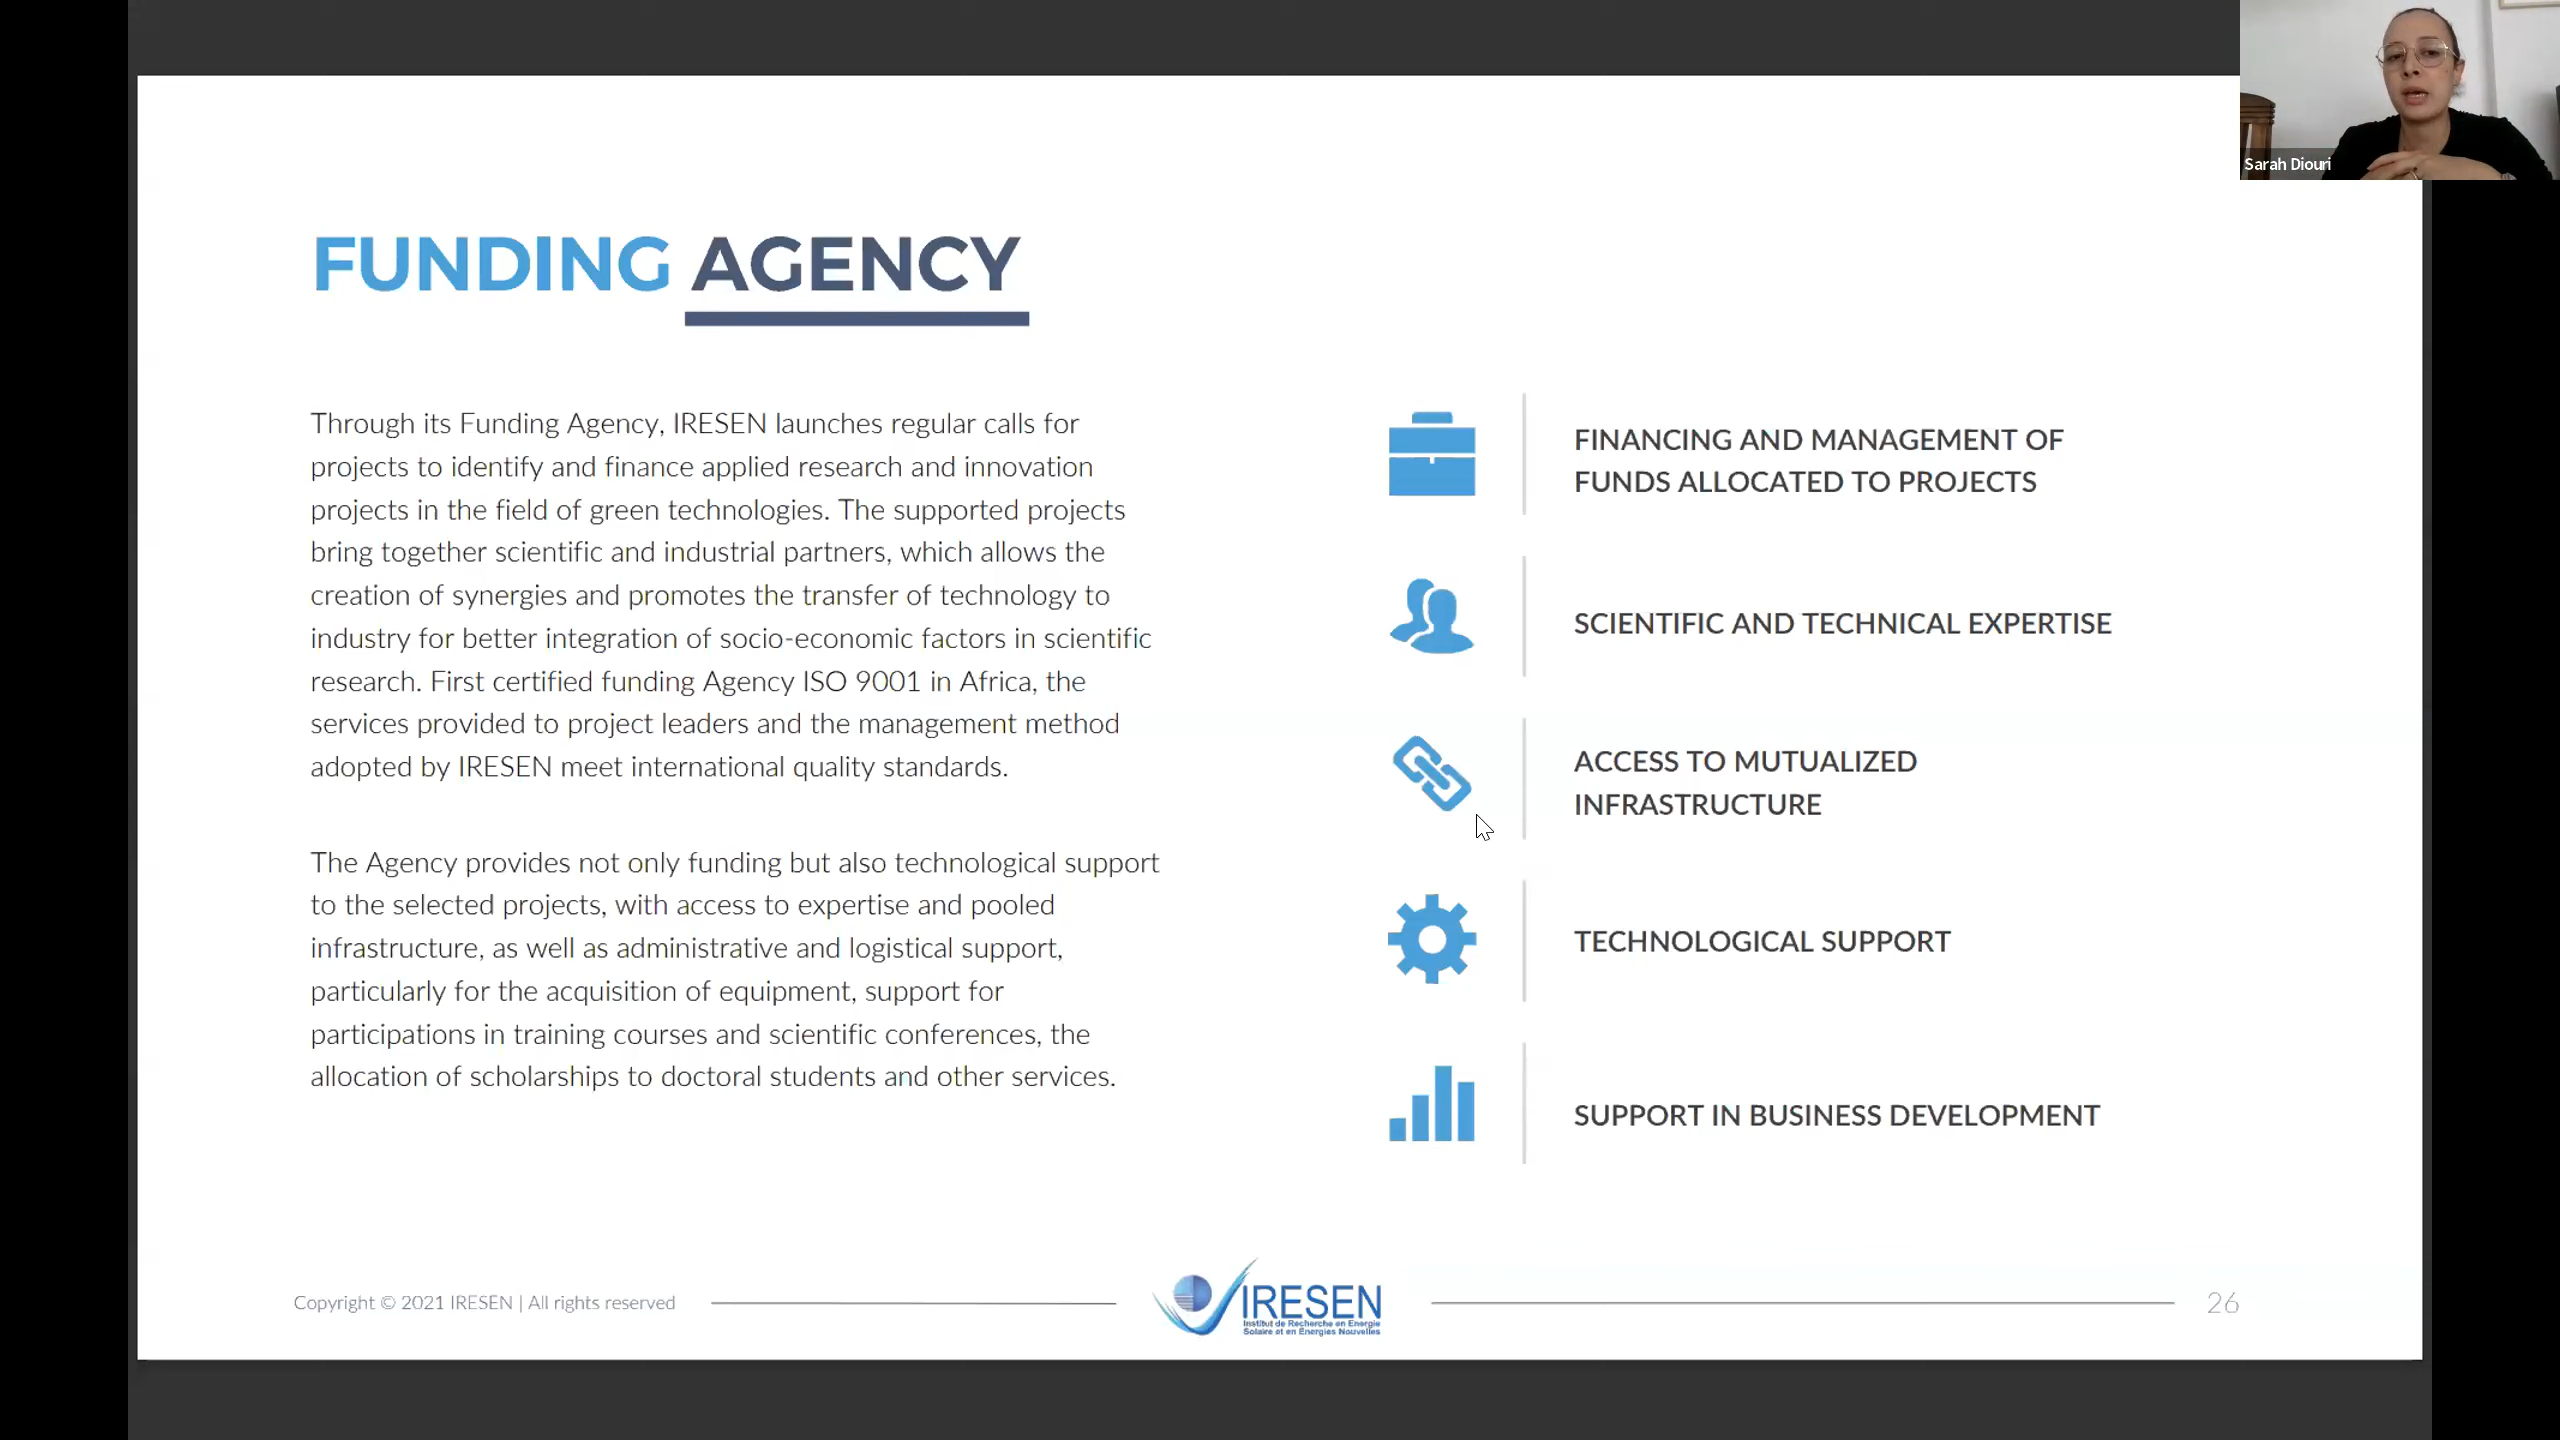 Sarah Diouri
FUNDING AGENCY
Through its Funding Agency, IRESEN launches regular calls for
projects to identify and finance applied research and innovation
projects in the field of green technologies. The supported projects
bring together scientific and industrial partners, which allows the
creation of synergies and promotes the transfer of technology to
industry for better integration of socio-economic factors in scientific
research. First certified funding Agency ISO 9001 in Africa, the
services provided to project leaders and the management method
adopted by IRESEN meet international quality standards.
The Agency provides not only funding but also technological support
to the selected projects, with access to expertise and pooled
infrastructure, as well as administrative and logistical support,
particularly for the acquisition of equipment, support for
participations in training courses and scientific conferences, the
allocation of scholarships to doctoral students and other services.
FINANCING AND MANAGEMENT OF
FUNDS ALLOCATED TO PROJECTS
SCIENTIFIC AND TECHNICAL EXPERTISE
ACCESS TO MUTUALIZED
INFRASTRUCTURE
TECHNOLOGICAL SUPPORT
SUPPORT IN BUSINESS DEVELOPMENT
Copyright © 2021 IRESEN | All rights reserved
IRESEN
Institut de Recherche en Energie
Solaire et en Energies Nouvelles
26